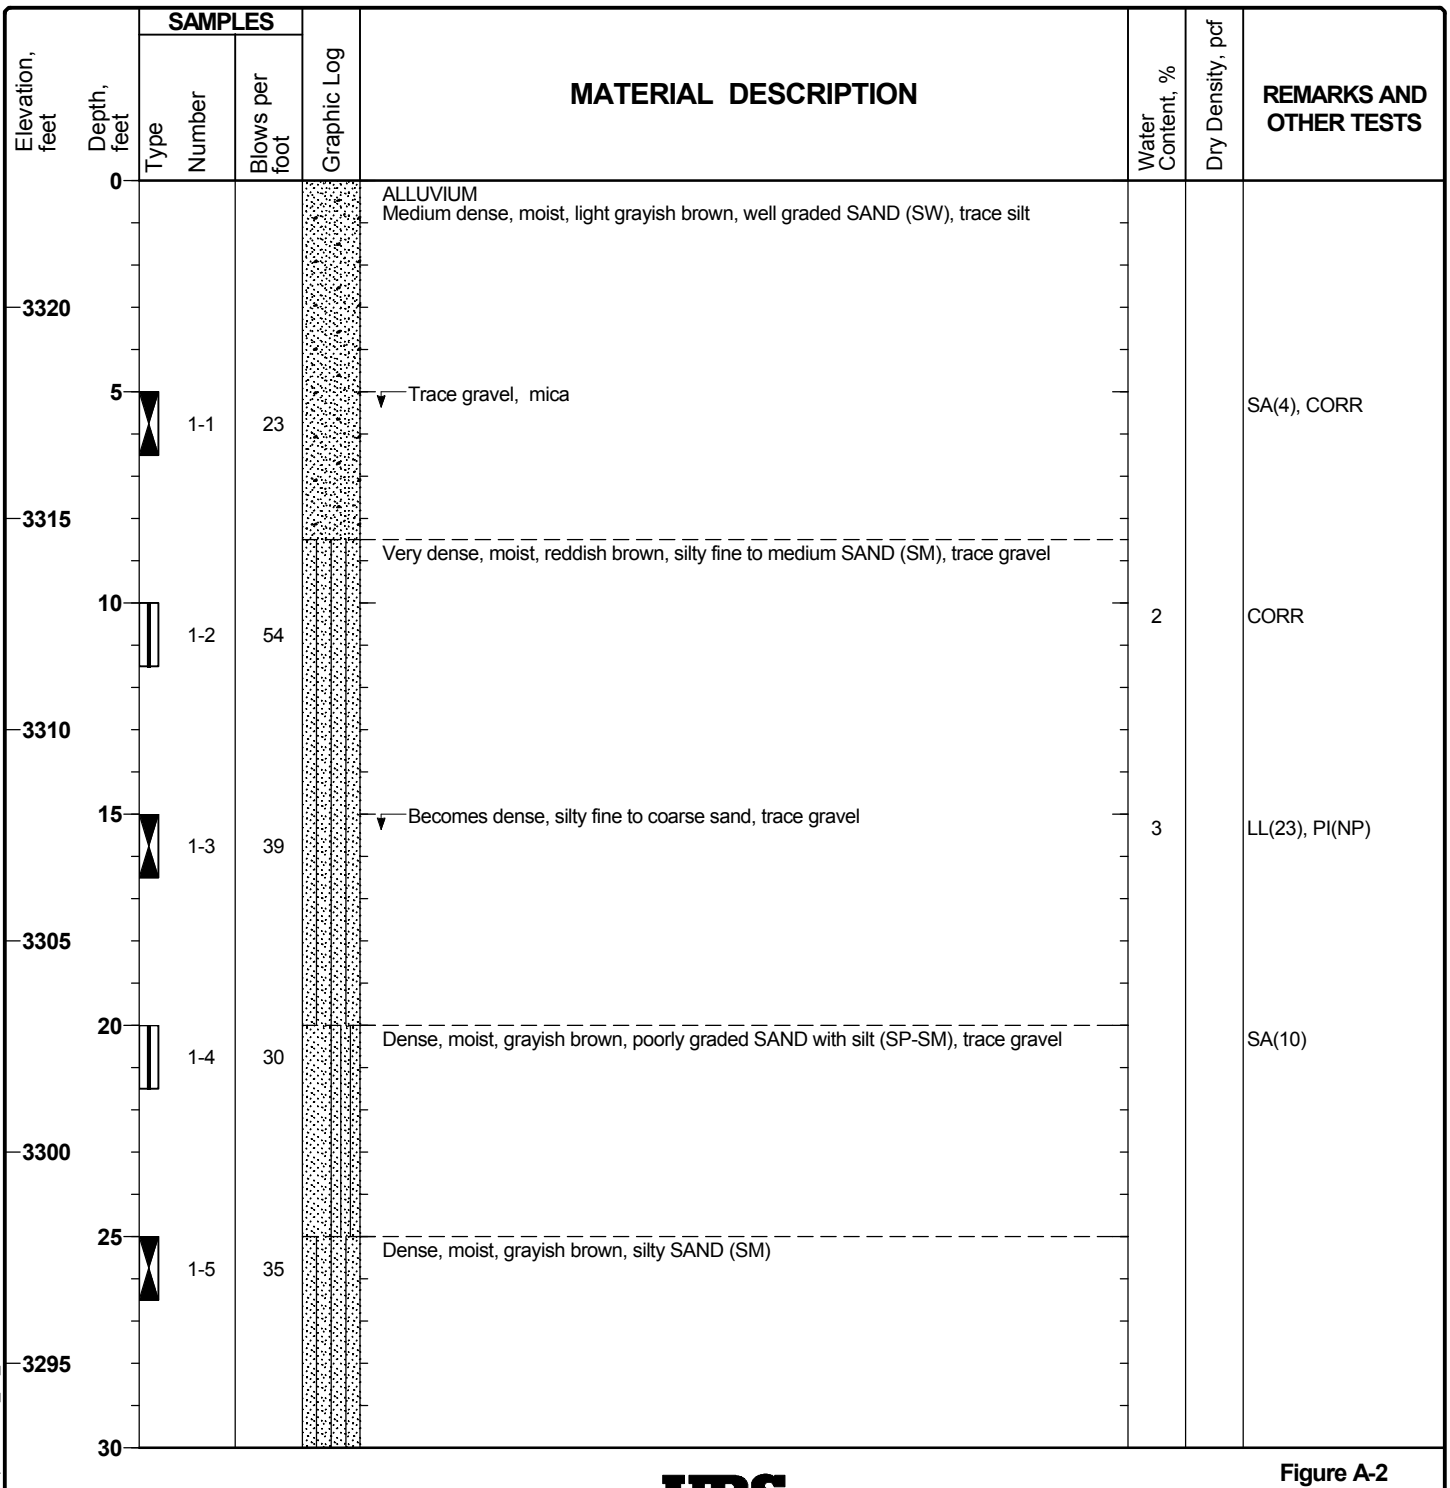 SAMPLES
Elevation,
feet
Depth,
feet
Type
Number
Blows per
foot
Graphic Log
MATERIAL DESCRIPTION
Water
Content, %
Dry Density, pcf
REMARKS AND
OTHER TESTS
0
ALLUVIUM
Medium dense, moist, light grayish brown, well graded SAND (SW), trace silt
3320
5
Trace gravel, mica
1-1 23
SA(4), CORR
3315
Very dense, moist, reddish brown, silty fine to medium SAND (SM), trace gravel
10
1-2 54
2
CORR
3310
15
Becomes dense, silty fine to coarse sand, trace gravel
1-3 39
3
LL(23), PI(NP)
3305
20
Dense, moist, grayish brown, poorly graded SAND with silt (SP-SM), trace gravel
1-4 30
SA(10)
3300
25
Dense, moist, grayish brown, silty SAND (SM)
1-5 35
3295
30
Figure A-2